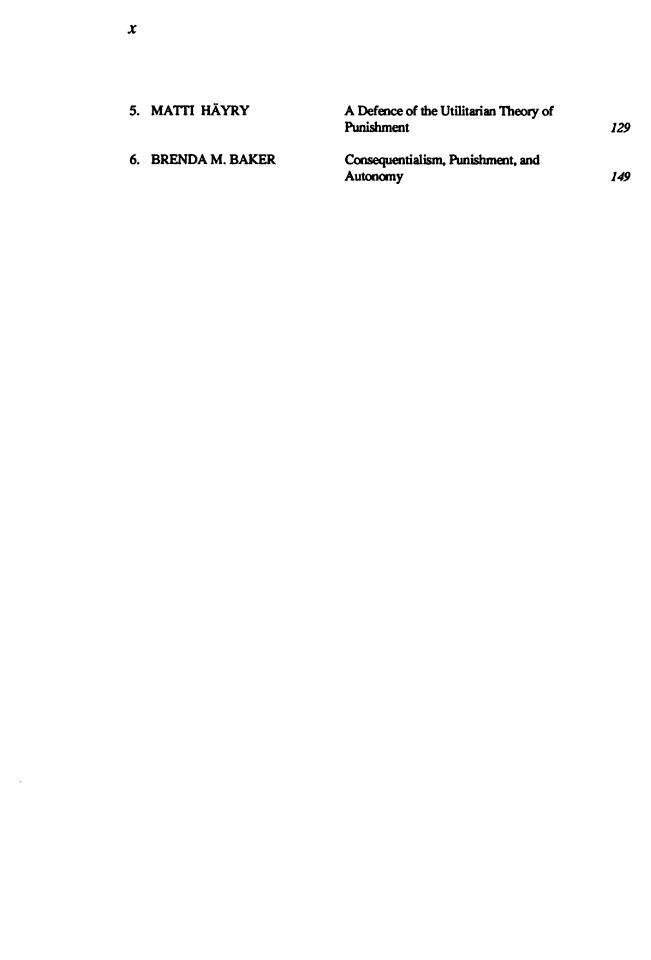 x
5. MATTI HÄYRY A Defence of the Utilitarian Theory of
Punishment 129
6. BRENDA M. BAKER Consequentialism, Punishment, and
Autonomy 149